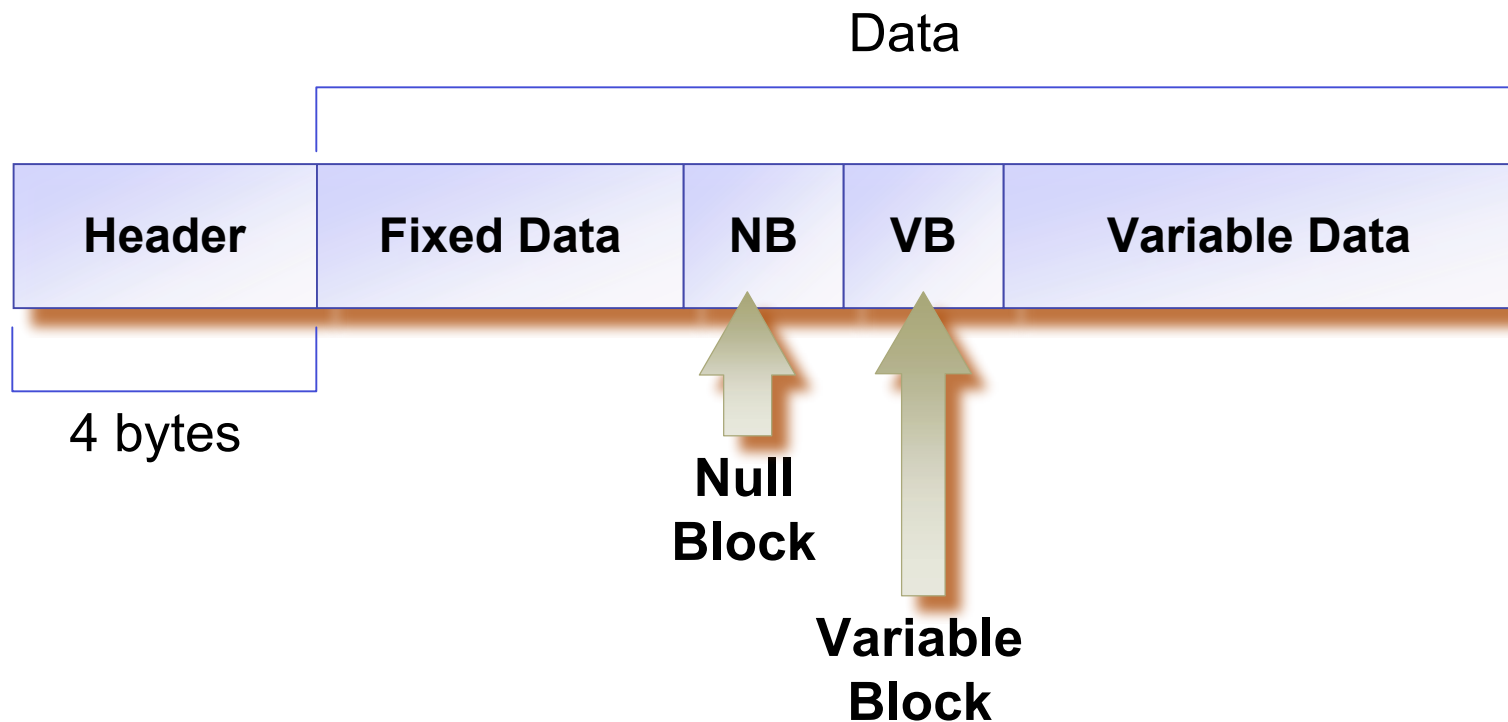 Data
Header Fixed Data NB VB Variable Data
4 bytes
Null
Block
Variable
Block